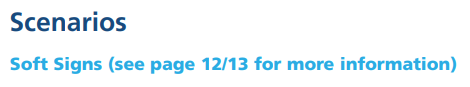 Scenarios
Soft Signs (see page 12/13 for more information)